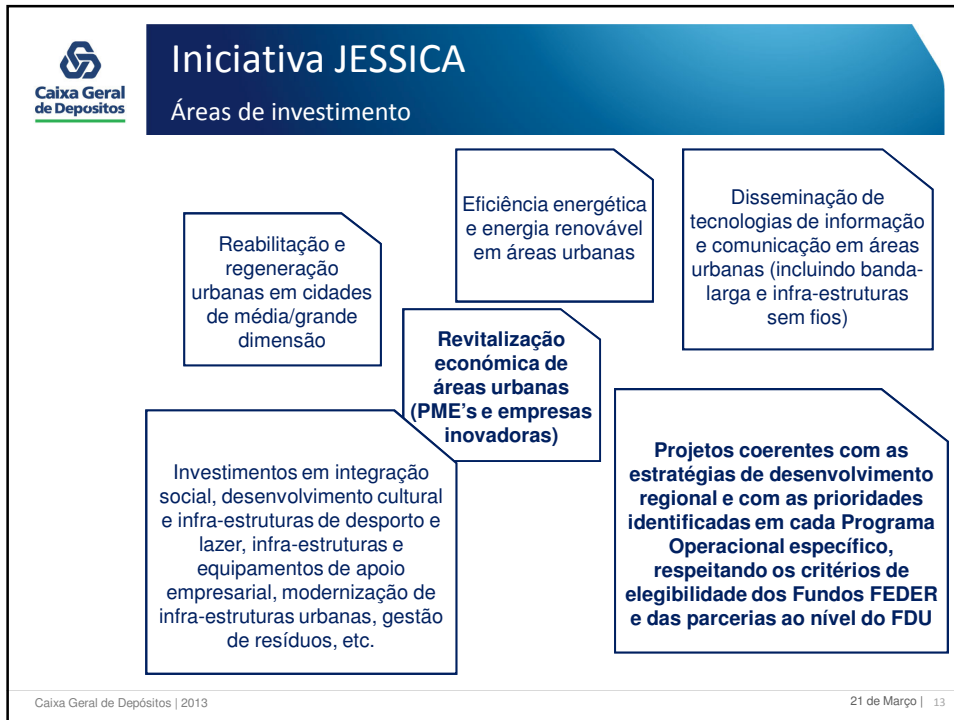 Caixa Geral
de Depositos
Iniciativa JESSICA
Áreas de investimento
Reabilitação e
regeneração
urbanas em cidades
de média/grande
dimensão
Eficiência energética
e energia renovável
em áreas urbanas
Disseminação de
tecnologias de informação
e comunicação em áreas
urbanas (incluindo banda-
larga e infra-estruturas
sem fios)
Revitalização
económica de
áreas urbanas
(PME’s e empresas
inovadoras)
Investimentos em integração
social, desenvolvimento cultural
e infra-estruturas de desporto e
lazer, infra-estruturas e
equipamentos de apoio
empresarial, modernização de
infra-estruturas urbanas, gestão
de resíduos, etc.
Projetos coerentes com as
estratégias de desenvolvimento
regional e com as prioridades
identificadas em cada Programa
Operacional específico,
respeitando os critérios de
elegibilidade dos Fundos FEDER
e das parcerias ao nível do FDU
Caixa Geral de Depósitos | 2013
21 de Março | 13